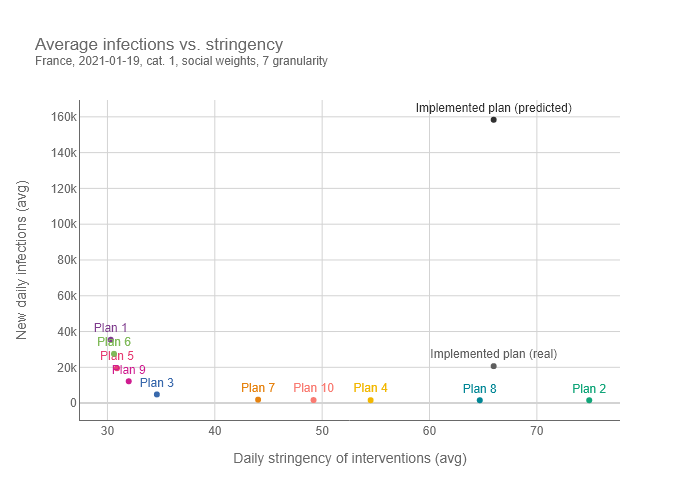 Average infections vs. stringency
France, 2021-01-19, cat. 1, social weights, 7 granularity
Implemented plan (predicted)
160k
140k
120k
100k
80k
60k
40k
20k
0
New daily infections (avg)
Plan 1
Plan 6
Plan 5
Plan 9
Plan 3
Plan 7
Plan 10
Plan 4
Implemented plan (real)
Plan 8
Plan 2
30
40
50
60
70
Daily stringency of interventions (avg)